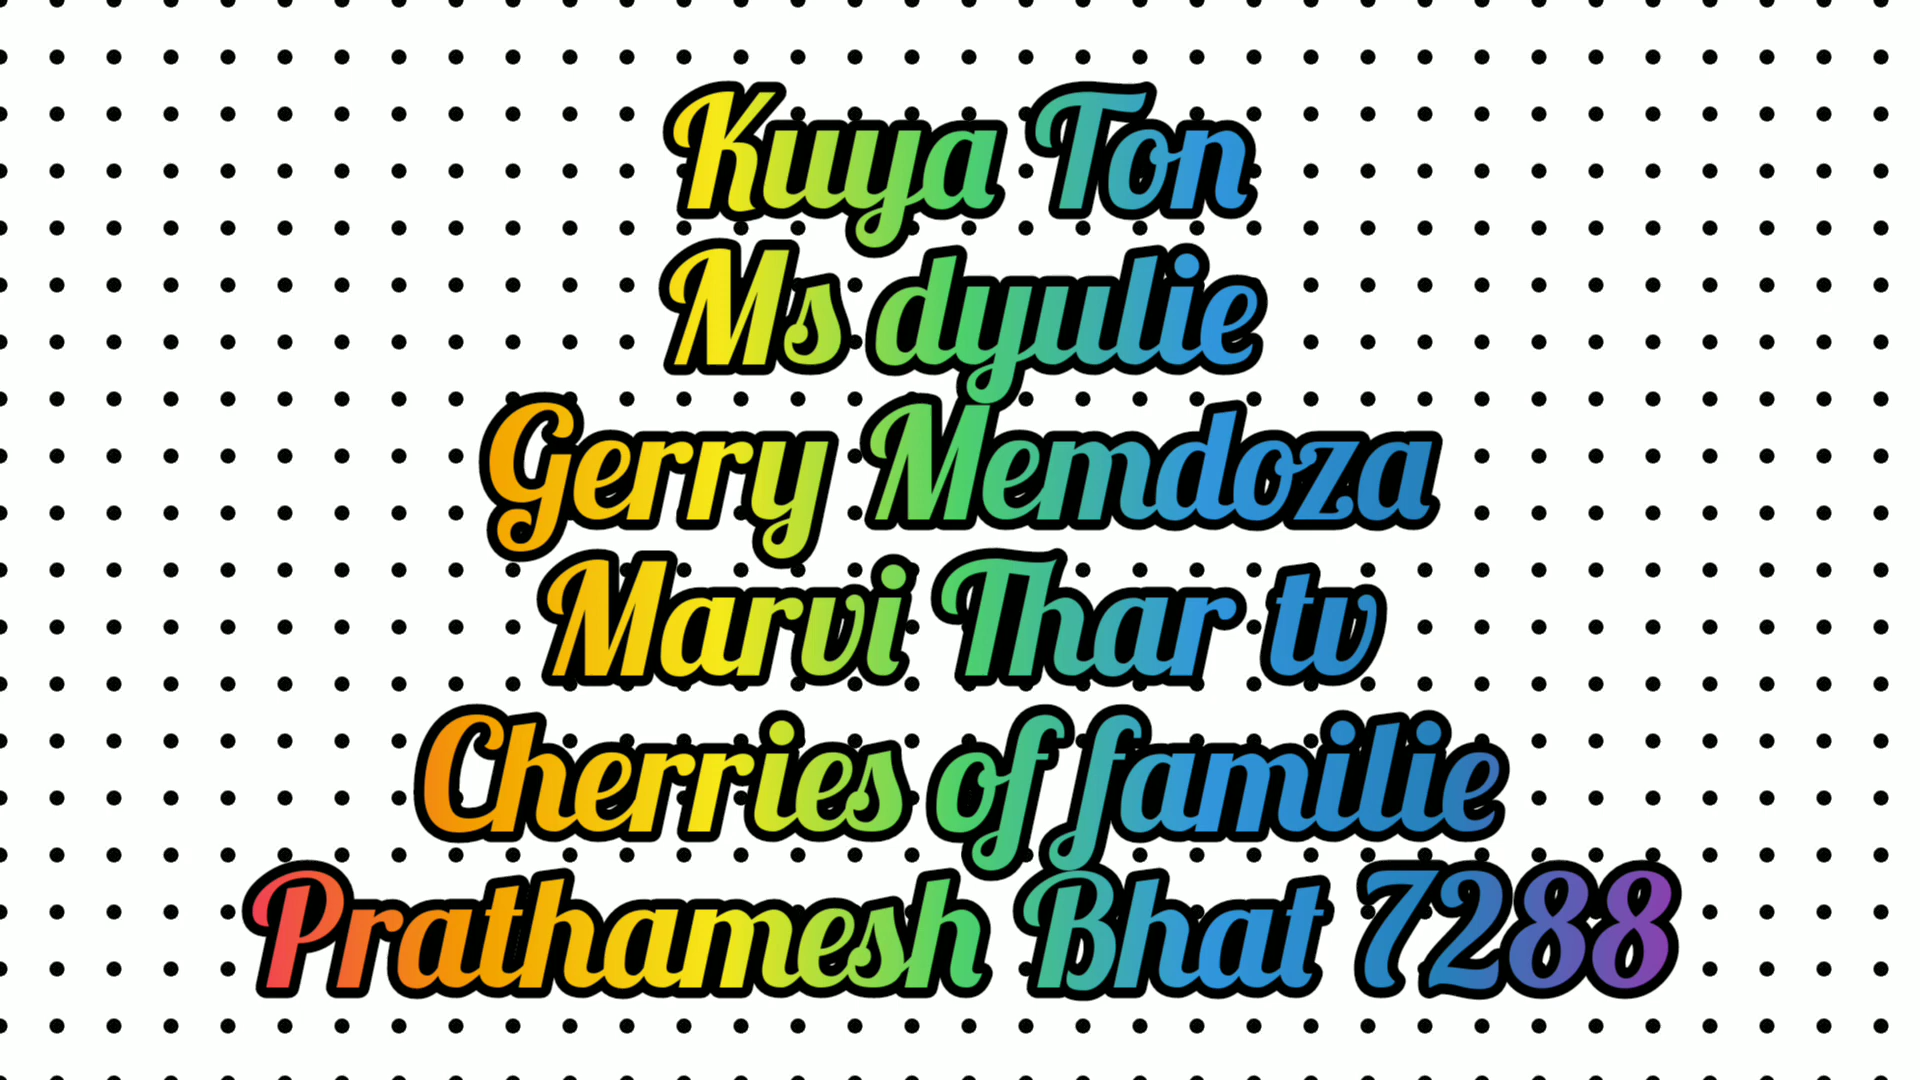 Kuya Ton
Ms dyulie
Gerry Memdoza
Marvi Thar tv
Cherries of familie
Prathamesh Bhat 7288